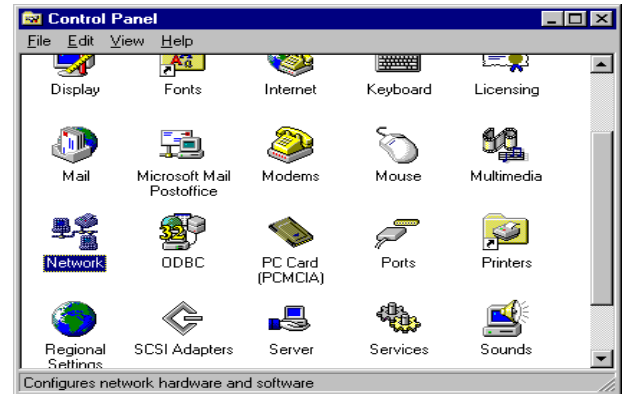 Control Panel
File Edit View Help
Display Fonts Internet Keyboard Licensing
Mail Microsoft Mail Postoffice Modems Mouse Multimedia
Network ODBC PC Card (PCMCIA) Ports Printers
Regional Settings SCSI Adapters Server Services Sounds
Configures network hardware and software